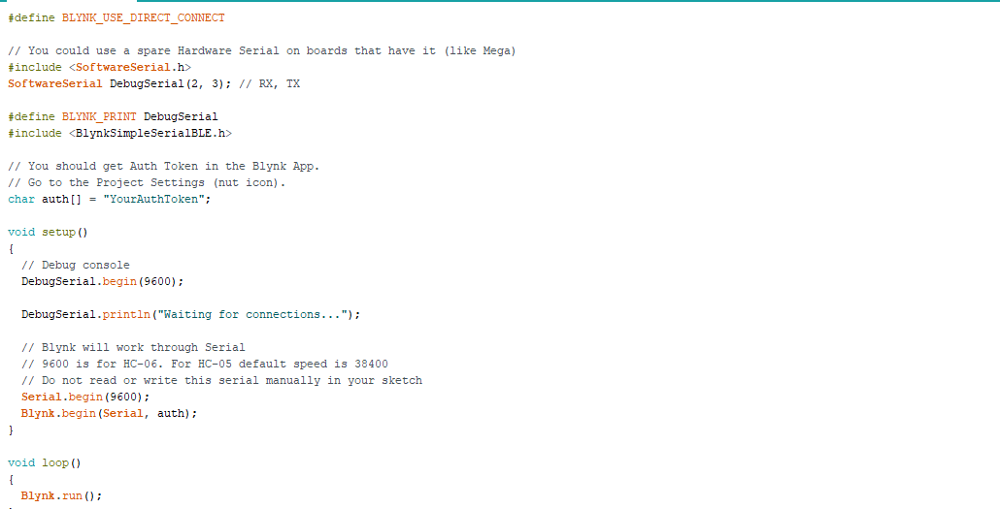 #define BLYNK_USE_DIRECT_CONNECT
// You could use a spare Hardware Serial on boards that have it (like Mega)
#include <SoftwareSerial.h>
SoftwareSerial DebugSerial(2, 3); // RX, TX
#define BLYNK_PRINT DebugSerial
#include <BlynkSimpleSerialBLE.h>
// You should get Auth Token in the Blynk App.
// Go to the Project Settings (nut icon).
char auth[] = "YourAuthToken";
void setup()
{
// Debug console
DebugSerial.begin(9600);
DebugSerial.println("Waiting for connections...");
// Blynk will work through Serial
// 9600 is for HC-06. For HC-05 default speed is 38400
// Do not read or write this serial manually in your sketch
Serial.begin(9600);
Blynk.begin(Serial, auth);
}
void loop()
{
Blynk.run();